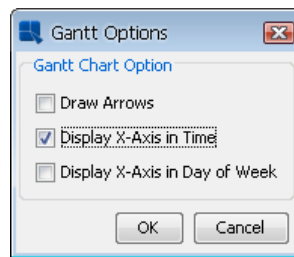 Gantt Options
Gantt Chart Option
Draw Arrows
Display X-Axis in Time
Display X-Axis in Day of Week
OK Cancel